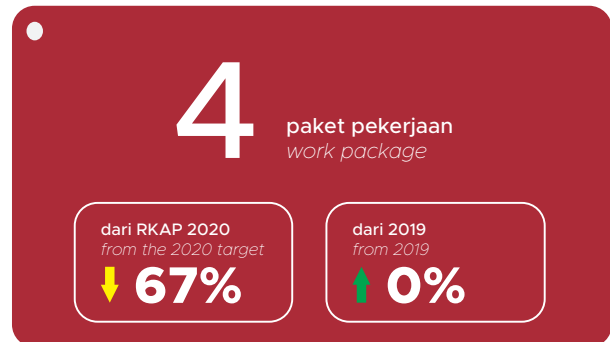 4
paket pekerjaan
work package
dari RKAP 2020
from the 2020 target
67%
dari 2019
from 2019
0%